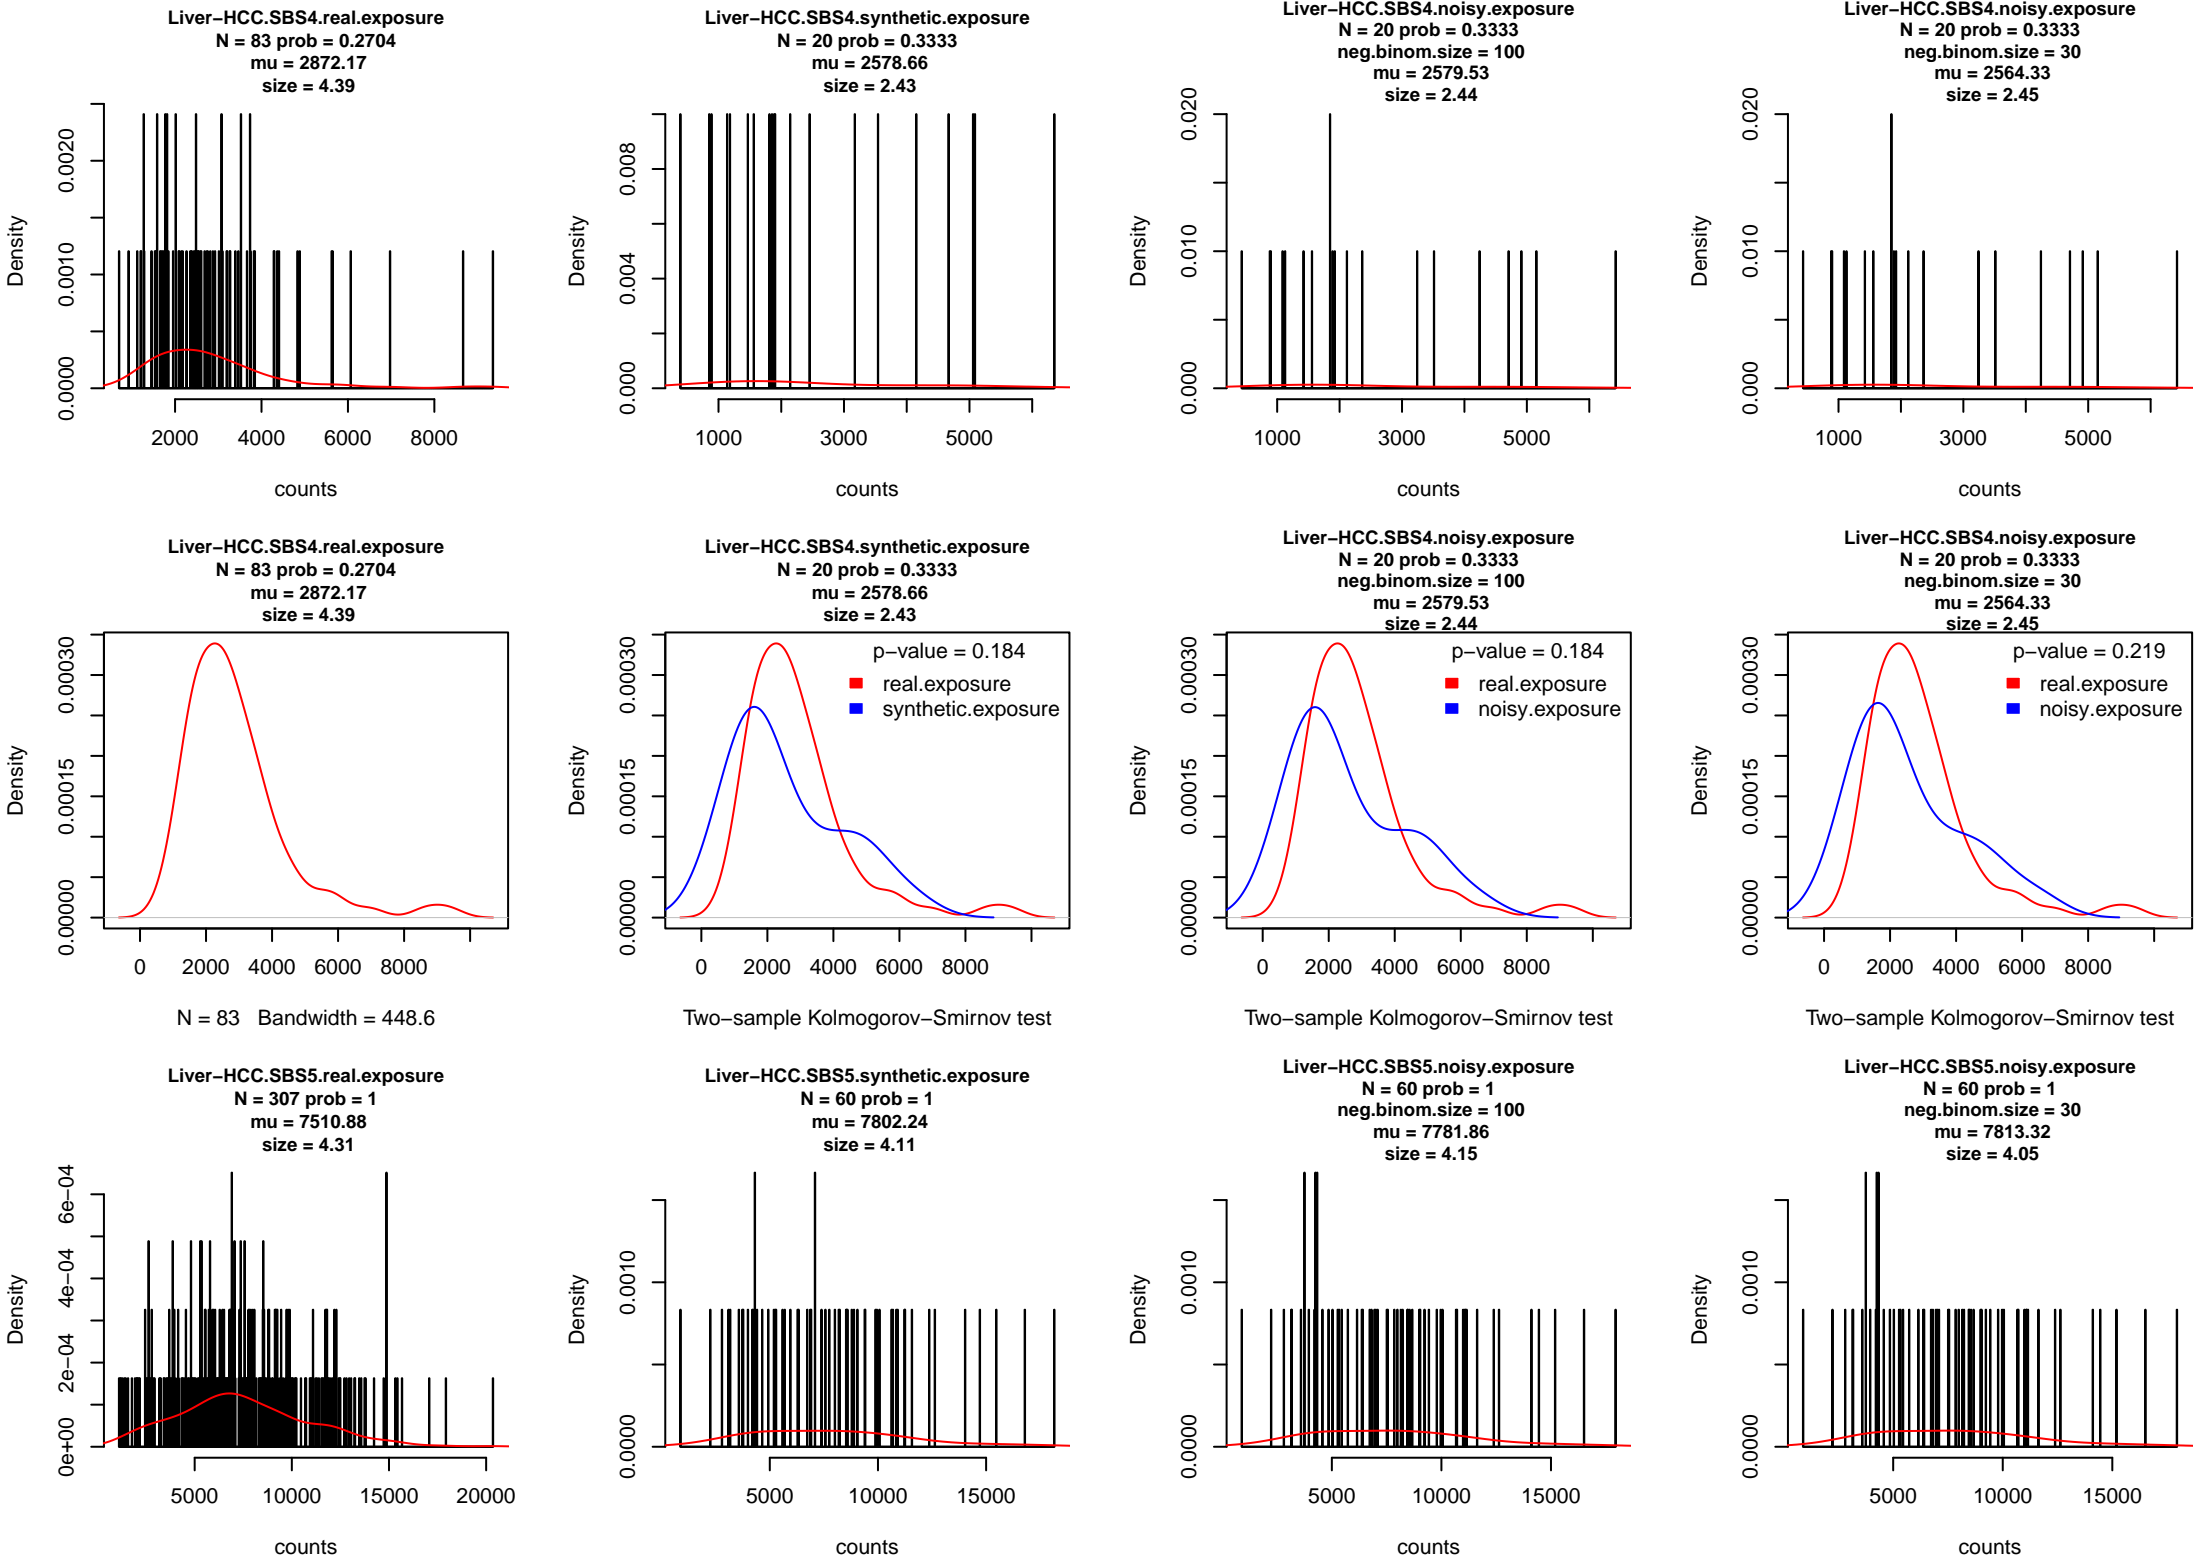 Liver−HCC.SBS4.real.exposure
N = 83 prob = 0.2704
mu = 2872.17
size = 4.39
Density
0.0000 0.0010 0.0020
2000 4000 6000 8000
counts
Liver−HCC.SBS4.synthetic.exposure
N = 20 prob = 0.3333
mu = 2578.66
size = 2.43
Density
0.000 0.004 0.008
1000 3000 5000
counts
Liver−HCC.SBS4.noisy.exposure
N = 20 prob = 0.3333
neg.binom.size = 100
mu = 2579.53
size = 2.44
Density
0.000 0.010 0.020
1000 3000 5000
counts
Liver−HCC.SBS4.noisy.exposure
N = 20 prob = 0.3333
neg.binom.size = 30
mu = 2564.33
size = 2.45
Density
0.000 0.010 0.020
1000 3000 5000
counts
Liver−HCC.SBS4.real.exposure
N = 83 prob = 0.2704
mu = 2872.17
size = 4.39
Density
0.00000 0.00015 0.00030
0 2000 4000 6000 8000
N = 83 Bandwidth = 448.6
Liver−HCC.SBS4.synthetic.exposure
N = 20 prob = 0.3333
mu = 2578.66
size = 2.43
p−value = 0.184
real.exposure
synthetic.exposure
Density
0.00000 0.00015 0.00030
0 2000 4000 6000 8000
Two−sample Kolmogorov−Smirnov test
Liver−HCC.SBS4.noisy.exposure
N = 20 prob = 0.3333
neg.binom.size = 100
mu = 2579.53
size = 2.44
p−value = 0.184
real.exposure
noisy.exposure
Density
0.00000 0.00015 0.00030
0 2000 4000 6000 8000
Two−sample Kolmogorov−Smirnov test
Liver−HCC.SBS4.noisy.exposure
N = 20 prob = 0.3333
neg.binom.size = 30
mu = 2564.33
size = 2.45
p−value = 0.219
real.exposure
noisy.exposure
Density
0.00000 0.00015 0.00030
0 2000 4000 6000 8000
Two−sample Kolmogorov−Smirnov test
Liver−HCC.SBS5.real.exposure
N = 307 prob = 1
mu = 7510.88
size = 4.31
Density
0e+00 2e−04 4e−04 6e−04
5000 10000 15000 20000
counts
Liver−HCC.SBS5.synthetic.exposure
N = 60 prob = 1
mu = 7802.24
size = 4.11
Density
0.0000 0.0010
5000 10000 15000
counts
Liver−HCC.SBS5.noisy.exposure
N = 60 prob = 1
neg.binom.size = 100
mu = 7781.86
size = 4.15
Density
0.0000 0.0010
5000 10000 15000
counts
Liver−HCC.SBS5.noisy.exposure
N = 60 prob = 1
neg.binom.size = 30
mu = 7813.32
size = 4.05
Density
0.0000 0.0010
5000 10000 15000
counts